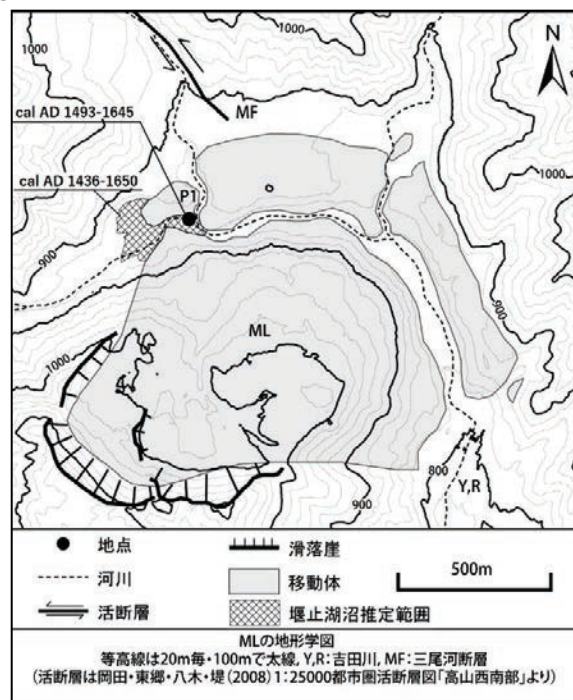 1000
1000
N
cal AD 1493-1645
MF
cal AD 1436-1650
P1
1000
900
900
ML
1000
800
Y,R
900
地点
滑落崖
河川
移動体
500m
活断層
堰止湖沼推定範囲
MLの地形学図
等高線は20m毎・100mで太線, Y,R:吉田川, MF:三尾河断層
(活断層は岡田・東郷・八木・堤(2008) 1:25000都市圏活断層図「高山西南部」より)